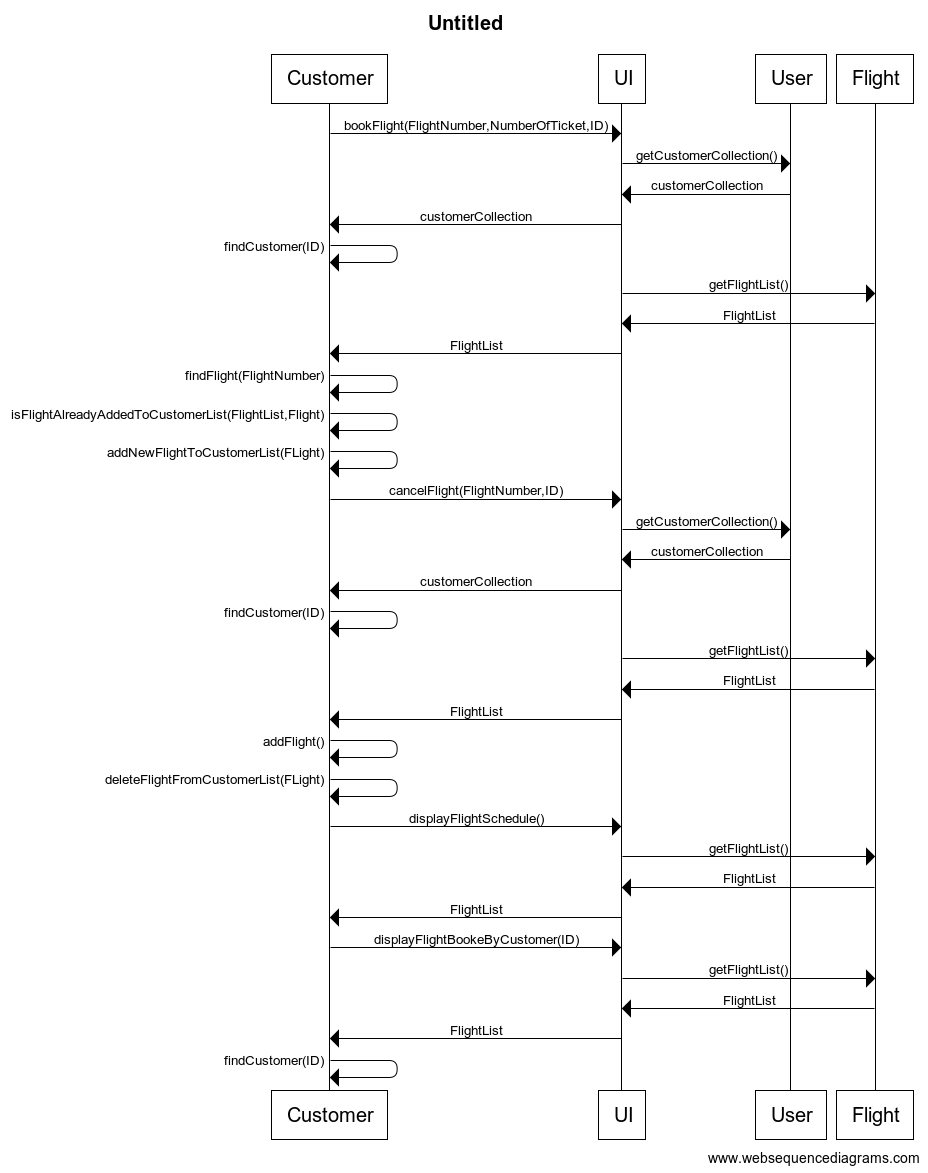 Untitled
Customer
UI
User
Flight
bookFlight(FlightNumber,NumberOfTicket,ID)
getCustomerCollection()
customerCollection
customerCollection
findCustomer(ID)
getFlightList()
FlightList
FlightList
findFlight(FlightNumber)
isFlightAlreadyAddedToCustomerList(FlightList,Flight)
addNewFlightToCustomerList(FLight)
cancelFlight(FlightNumber,ID)
getCustomerCollection()
customerCollection
customerCollection
findCustomer(ID)
getFlightList()
FlightList
FlightList
addFlight()
deleteFlightFromCustomerList(FLight)
displayFlightSchedule()
getFlightList()
FlightList
FlightList
displayFlightBookeByCustomer(ID)
getFlightList()
FlightList
FlightList
findCustomer(ID)
Customer
UI
User
Flight
www.websequencediagrams.com